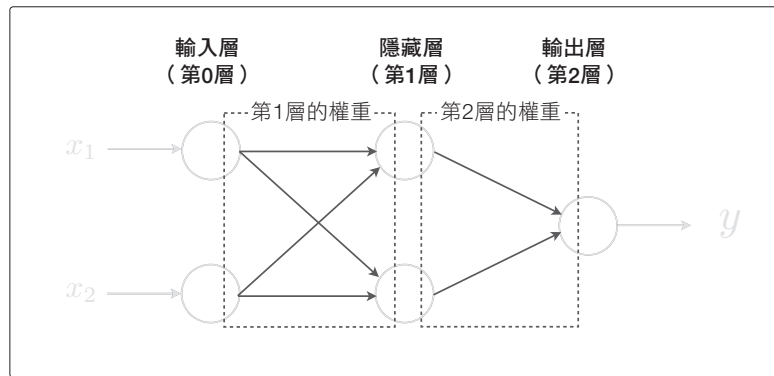 輸入層
（第0層）
隱藏層
（第1層）
輸出層
（第2層）
第1層的權重
第2層的權重
x₁
x₂
y